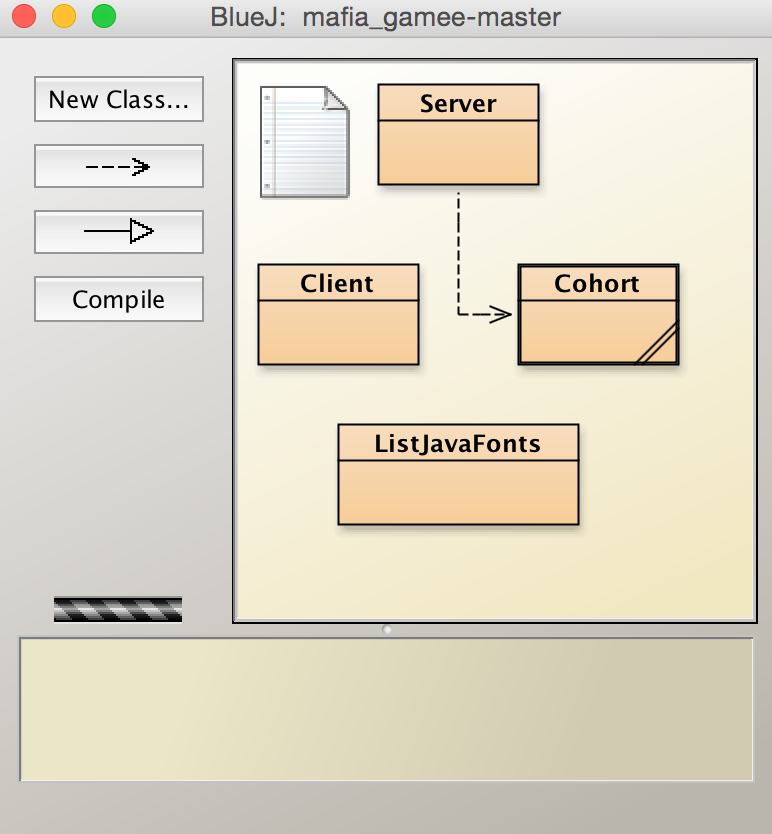 BlueJ:  mafia_gamee-master
New Class...
Compile
Server
Client
Cohort
ListJavaFonts